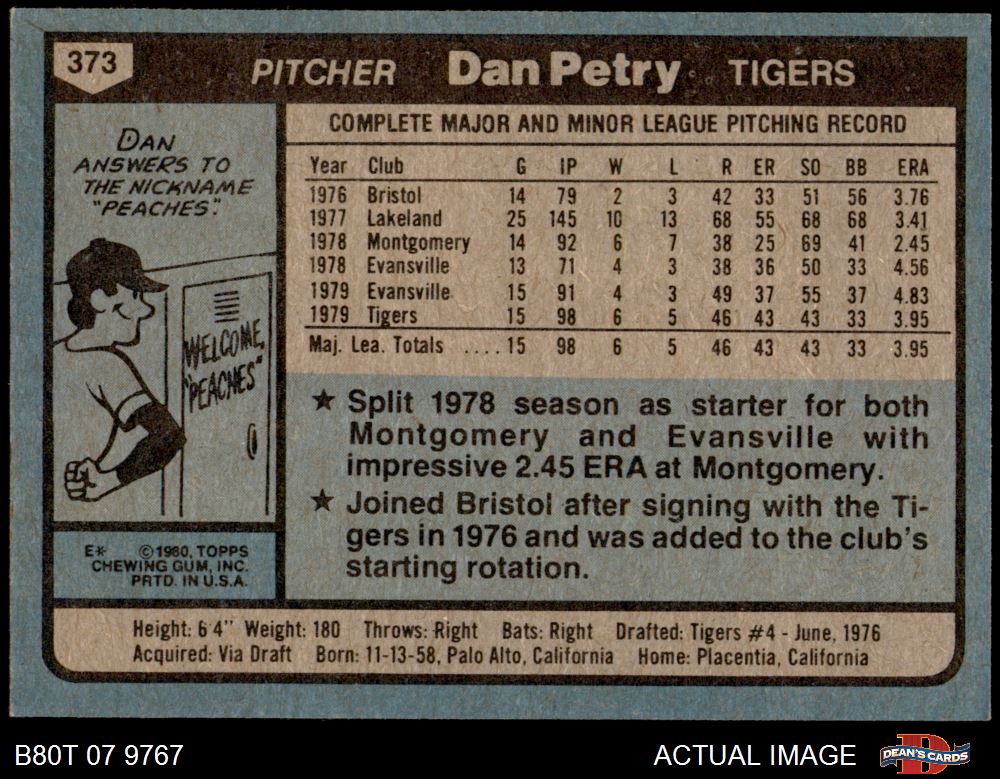 373
PITCHER Dan Petry TIGERS
DAN
ANSWERS TO
THE NICKNAME
"PEACHES."
WELCOME,
"PEACHES"
E* © 1980, TOPPS
CHEWING GUM, INC.
PRTD. IN U.S.A.
COMPLETE MAJOR AND MINOR LEAGUE PITCHING RECORD
Year Club G IP W L R ER SO BB ERA
1976 Bristol 14 79 2 3 42 33 51 56 3.76
1977 Lakeland 25 145 10 13 68 55 68 68 3.41
1978 Montgomery 14 92 6 7 38 25 69 41 2.45
1978 Evansville 13 71 4 3 38 36 50 33 4.56
1979 Evansville 15 91 4 3 49 37 55 37 4.83
1979 Tigers 15 98 6 5 46 43 43 33 3.95
Maj. Lea. Totals ....15 98 6 5 46 43 43 33 3.95
★ Split 1978 season as starter for both
Montgomery and Evansville with
impressive 2.45 ERA at Montgomery.
★ Joined Bristol after signing with the Ti-
gers in 1976 and was added to the club's
starting rotation.
Height: 6'4" Weight: 180 Throws: Right Bats: Right Drafted: Tigers #4 - June, 1976
Acquired: Via Draft Born: 11-13-58, Palo Alto, California Home: Placentia, California
B80T 07 9767 ACTUAL IMAGE DEAN'S CARDS